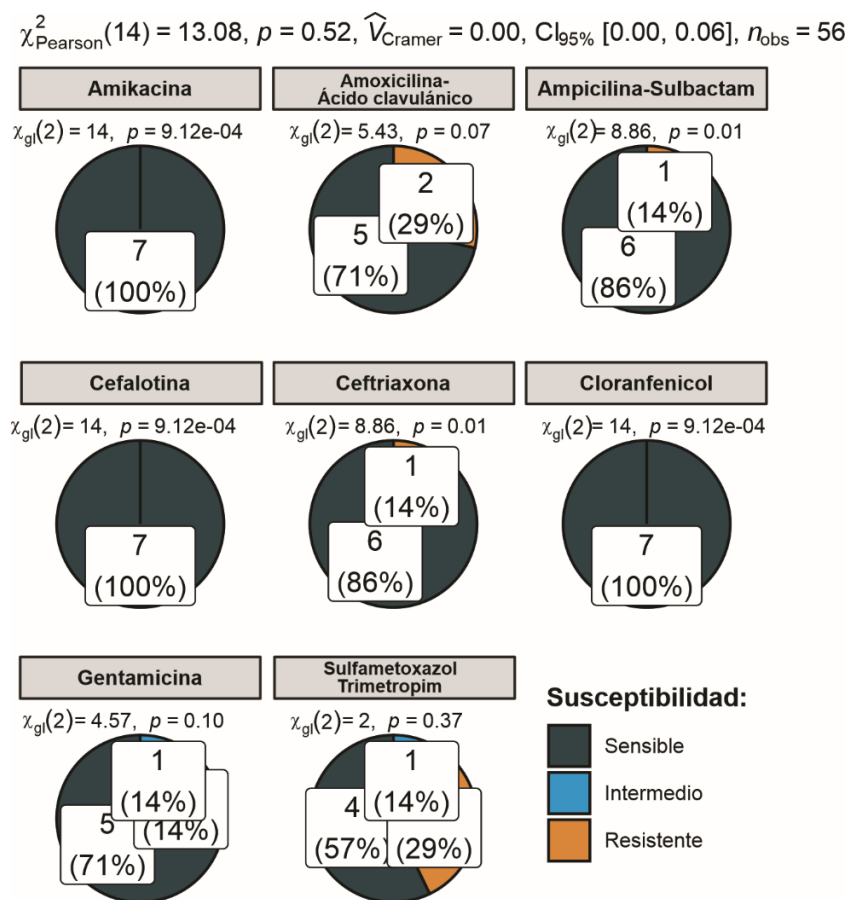 χ²Pearson(14) = 13.08, p = 0.52, V̂Cramer = 0.00, CI95% [0.00, 0.06], nobs = 56
Amikacina
χgl(2) = 14, p = 9.12e-04
7
(100%)
Amoxicilina-
Ácido clavulánico
χgl(2) = 5.43, p = 0.07
2
(29%)
5
(71%)
Ampicilina-Sulbactam
χgl(2) = 8.86, p = 0.01
1
(14%)
6
(86%)
Cefalotina
χgl(2) = 14, p = 9.12e-04
7
(100%)
Ceftriaxona
χgl(2) = 8.86, p = 0.01
1
(14%)
6
(86%)
Cloranfenicol
χgl(2) = 14, p = 9.12e-04
7
(100%)
Gentamicina
χgl(2) = 4.57, p = 0.10
1
(14%)
(14%)
5
(71%)
Sulfametoxazol
Trimetropim
χgl(2) = 2, p = 0.37
1
(14%)
4
(57%)
(29%)
Susceptibilidad:
Sensible
Intermedio
Resistente